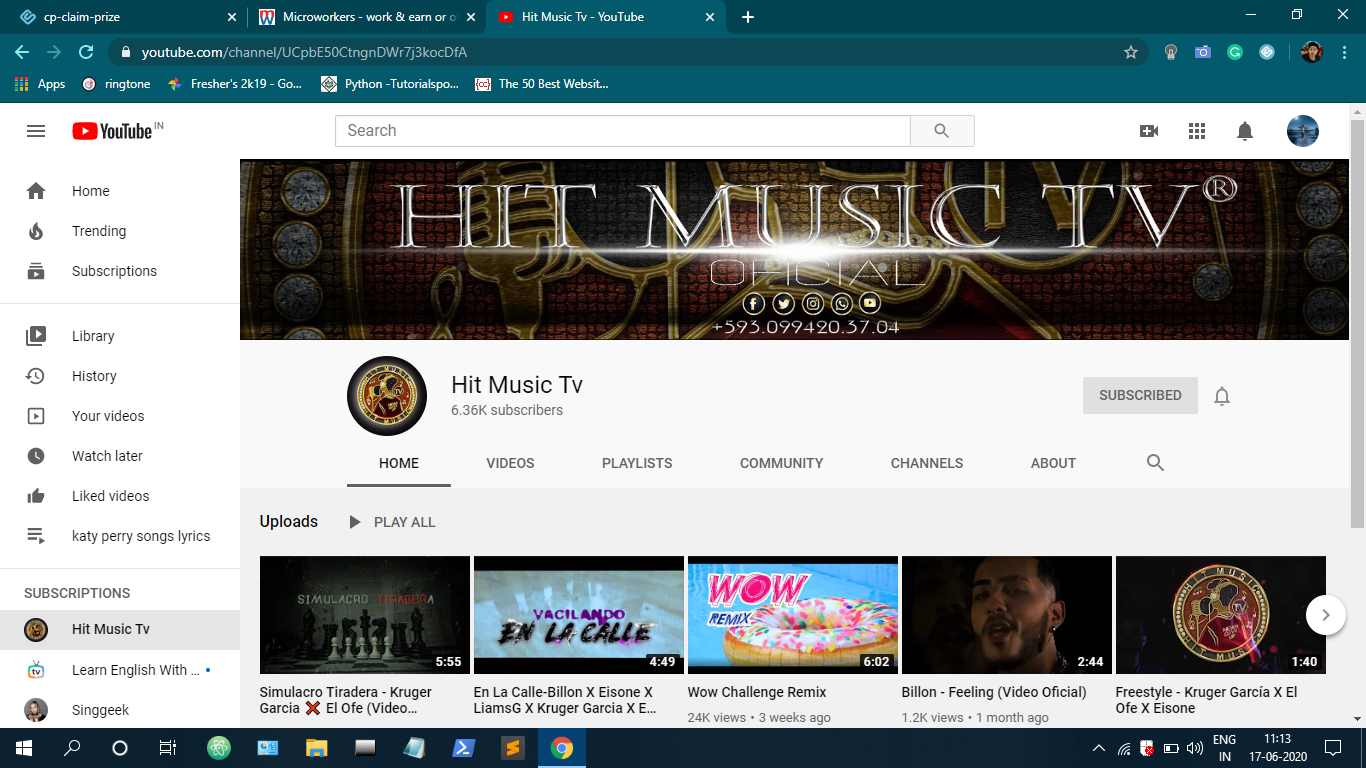 cp-claim-prize
Microworkers - work & earn or o
Hit Music Tv - YouTube
youtube.com/channel/UCpbE50CtngnDWr7j3kocDfA
Apps
ringtone
Fresher's 2k19 - Go...
Python -Tutorialspo...
The 50 Best Websit...
YouTube IN
Search
Home
Trending
Subscriptions
Library
History
Your videos
Watch later
Liked videos
katy perry songs lyrics
SUBSCRIPTIONS
Hit Music Tv
Learn English With ...
Singgeek
HIT MUSIC TV®
OFICIAL
+593.099420.37.04
Hit Music Tv
6.36K subscribers
SUBSCRIBED
HOME
VIDEOS
PLAYLISTS
COMMUNITY
CHANNELS
ABOUT
Uploads
PLAY ALL
SIMULACRO TIRADERA
5:55
Simulacro Tiradera - Kruger
Garcia ❌ El Ofe (Video...
VACILANDO
EN LA CALLE
4:49
En La Calle-Billon X Eisone X
LiamsG X Kruger Garcia X E...
WOW
REMIX
6:02
Wow Challenge Remix
24K views • 3 weeks ago
2:44
Billon - Feeling (Video Oficial)
1.2K views • 1 month ago
HIT MUSIC
TV
HIT MUSIC
1:40
Freestyle - Kruger García X El
Ofe X Eisone
ENG
IN
11:13
17-06-2020